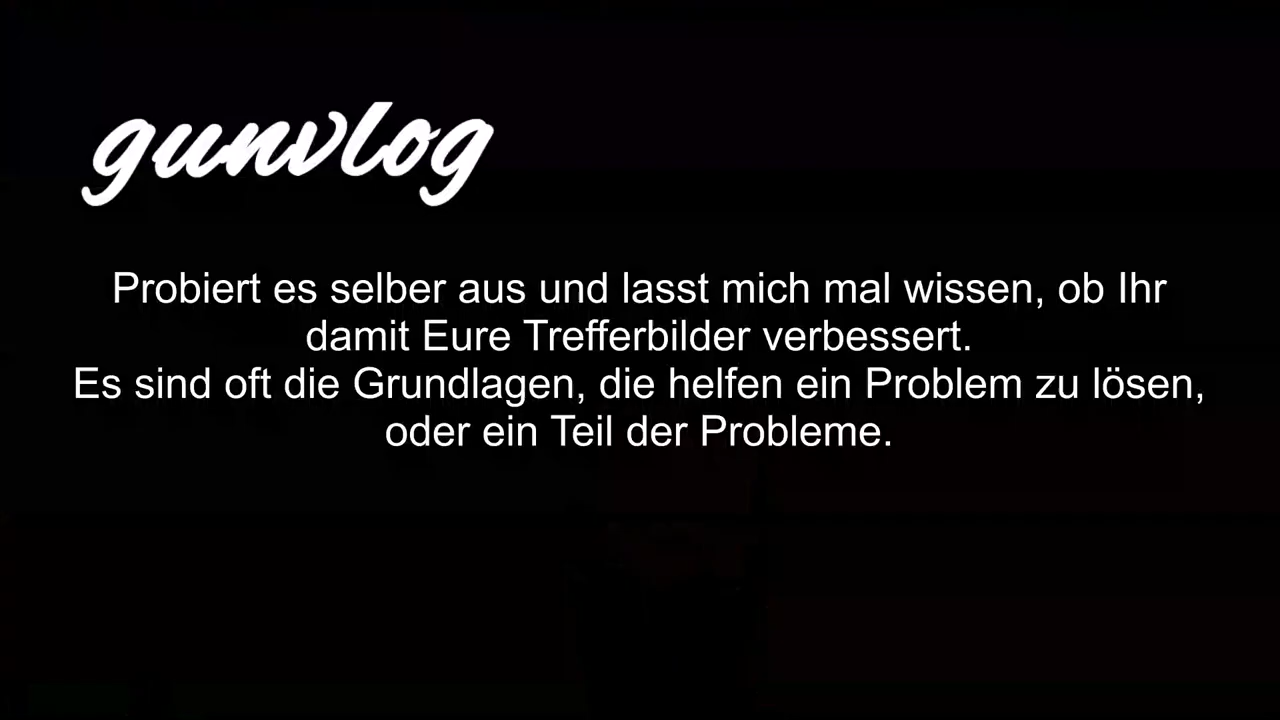 gunvlog
Probiert es selber aus und lasst mich mal wissen, ob Ihr
damit Eure Trefferbilder verbessert.
Es sind oft die Grundlagen, die helfen ein Problem zu lösen,
oder ein Teil der Probleme.